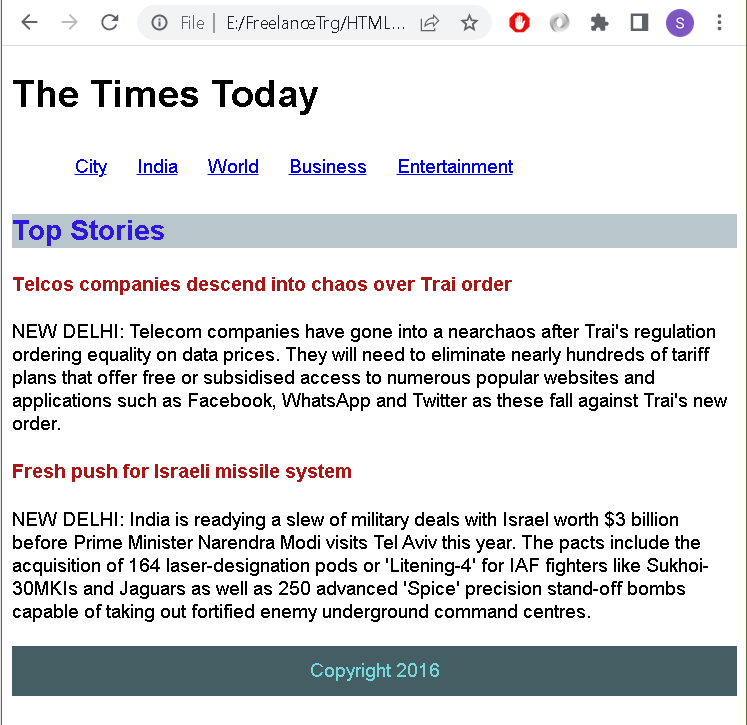 File | E:/FreelanceTrg/HTML...
S
The Times Today
City India World Business Entertainment
Top Stories
Telcos companies descend into chaos over Trai order
NEW DELHI: Telecom companies have gone into a nearchaos after Trai's regulation
ordering equality on data prices. They will need to eliminate nearly hundreds of tariff
plans that offer free or subsidised access to numerous popular websites and
applications such as Facebook, WhatsApp and Twitter as these fall against Trai's new
order.
Fresh push for Israeli missile system
NEW DELHI: India is readying a slew of military deals with Israel worth $3 billion
before Prime Minister Narendra Modi visits Tel Aviv this year. The pacts include the
acquisition of 164 laser-designation pods or 'Litening-4' for IAF fighters like Sukhoi-
30MKIs and Jaguars as well as 250 advanced 'Spice' precision stand-off bombs
capable of taking out fortified enemy underground command centres.
Copyright 2016